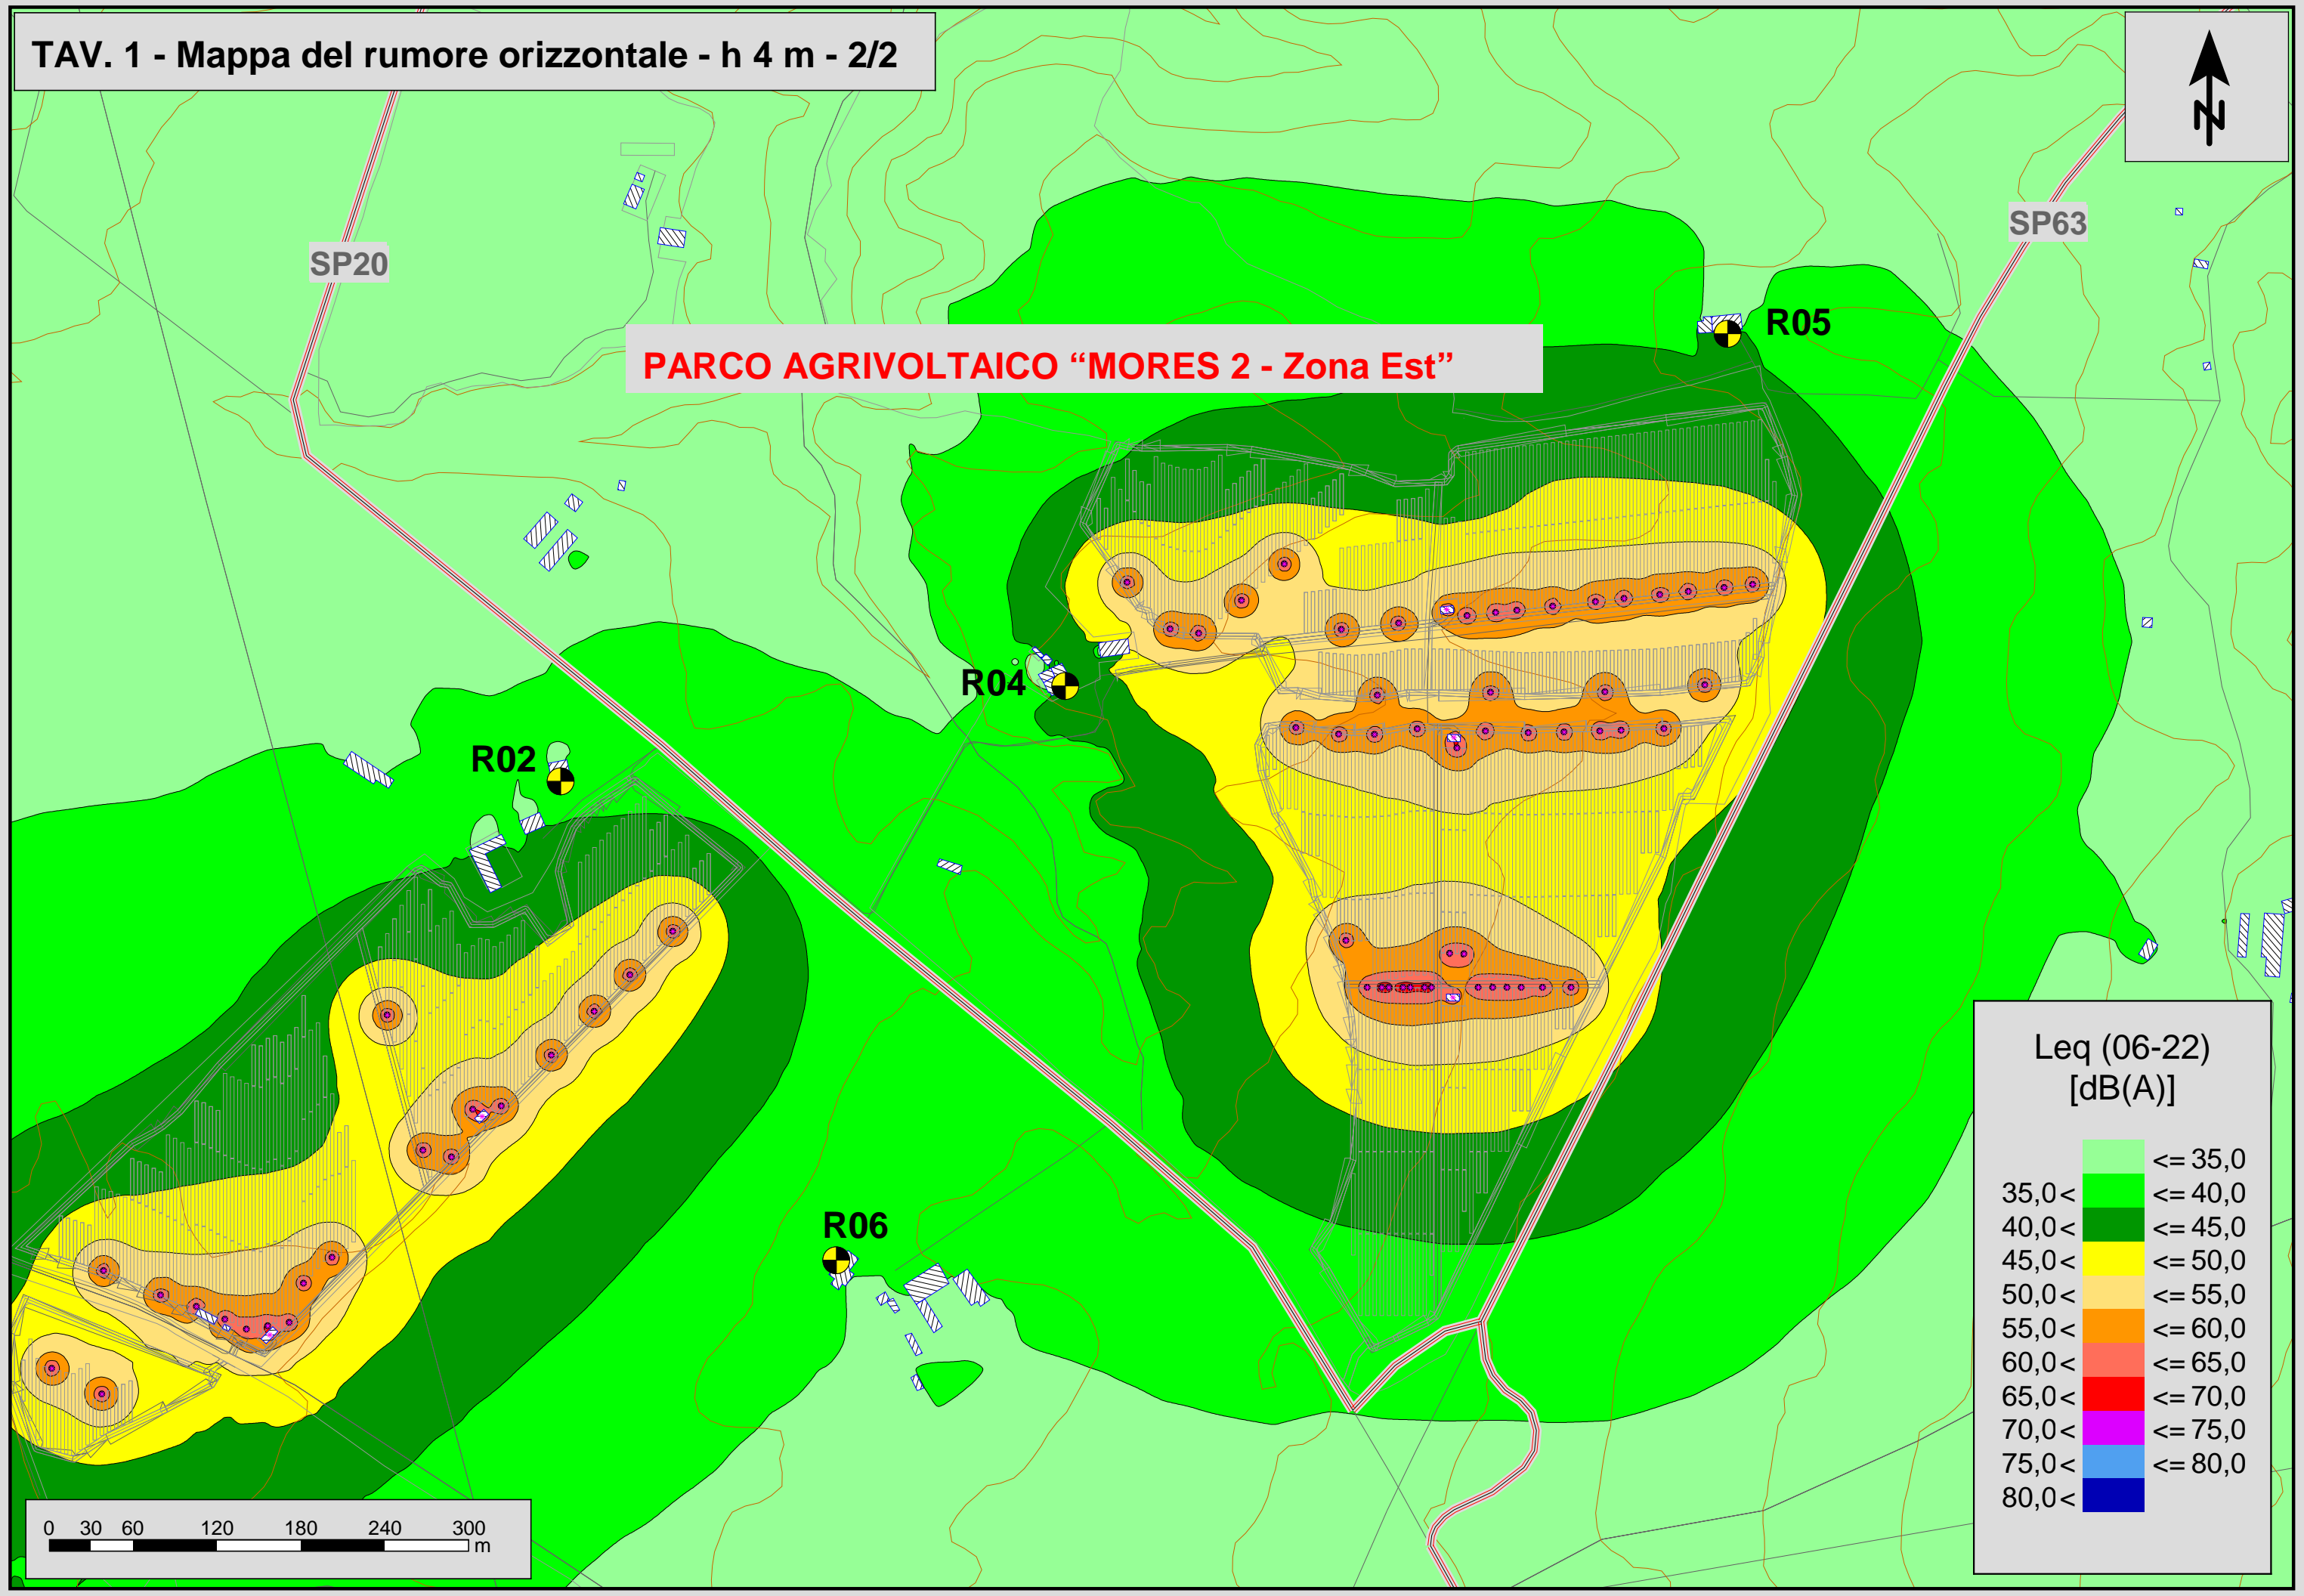 TAV. 1 - Mappa del rumore orizzontale - h 4 m - 2/2
N
SP20
SP63
R05
PARCO AGRIVOLTAICO “MORES 2 - Zona Est”
R04
R02
R06
Leq (06-22)
[dB(A)]
<= 35,0
35,0 < <= 40,0
40,0 < <= 45,0
45,0 < <= 50,0
50,0 < <= 55,0
55,0 < <= 60,0
60,0 < <= 65,0
65,0 < <= 70,0
70,0 < <= 75,0
75,0 < <= 80,0
80,0 <
0 30 60 120 180 240 300
m